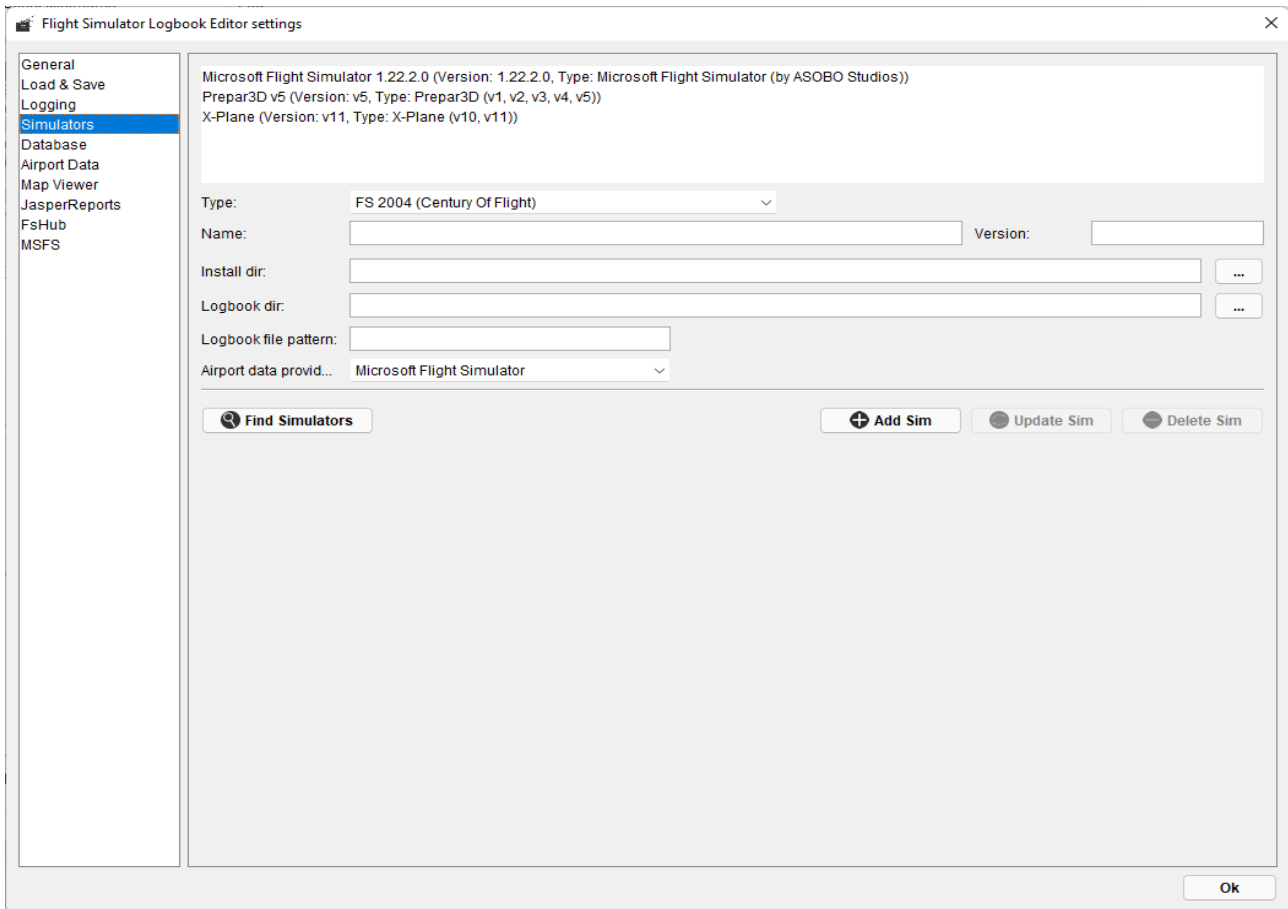 Flight Simulator Logbook Editor settings
General
Load & Save
Logging
Simulators
Database
Airport Data
Map Viewer
JasperReports
FsHub
MSFS
Microsoft Flight Simulator 1.22.2.0 (Version: 1.22.2.0, Type: Microsoft Flight Simulator (by ASOBO Studios))
Prepar3D v5 (Version: v5, Type: Prepar3D (v1, v2, v3, v4, v5))
X-Plane (Version: v11, Type: X-Plane (v10, v11))
Type: FS 2004 (Century Of Flight)
Name: Version:
Install dir: ...
Logbook dir: ...
Logbook file pattern:
Airport data provid... Microsoft Flight Simulator
Find Simulators Add Sim Update Sim Delete Sim
Ok